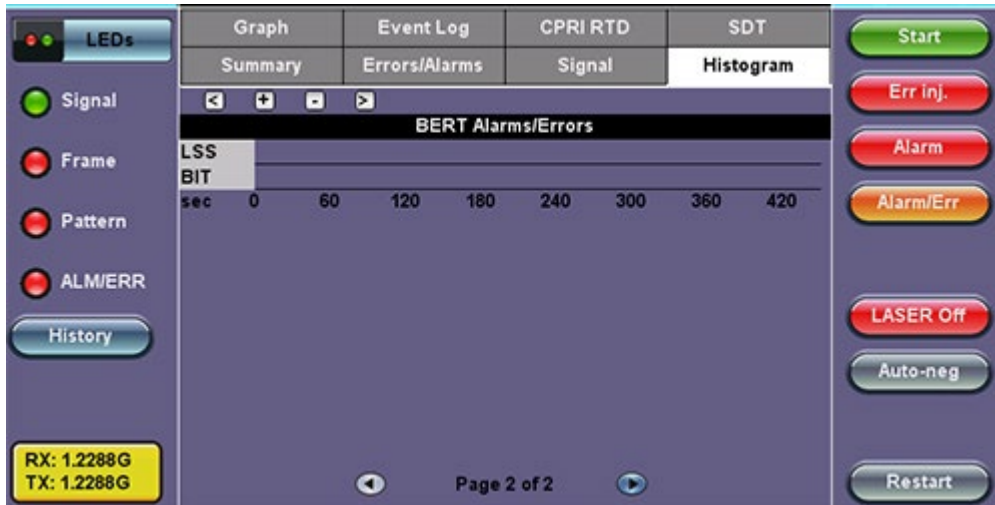 LEDs
Graph
Event Log
CPRI RTD
SDT
Summary
Errors/Alarms
Signal
Histogram
Signal
Frame
Pattern
ALM/ERR
History
RX: 1.2288G
TX: 1.2288G
< + - >
BERT Alarms/Errors
LSS
BIT
sec 0 60 120 180 240 300 360 420
Page 2 of 2
Start
Err inj.
Alarm
Alarm/Err
LASER Off
Auto-neg
Restart